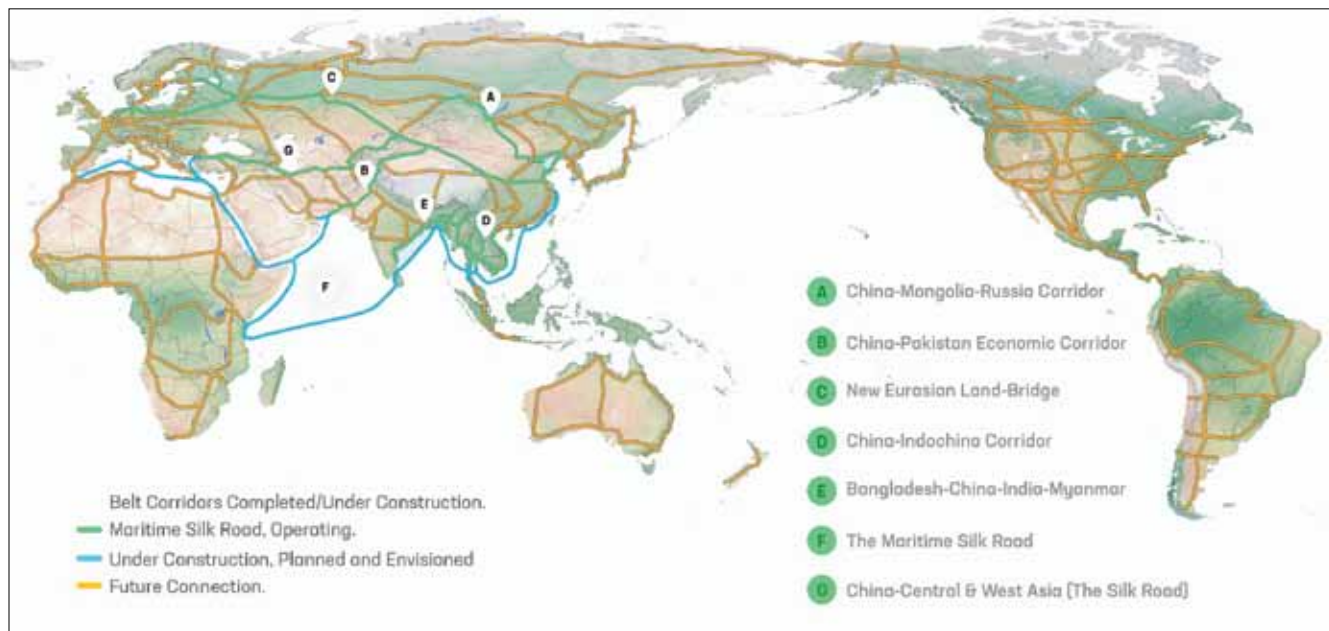 C
A
G
B
E
D
F
A China-Mongolia-Russia Corridor
B China-Pakistan Economic Corridor
C New Eurasian Land-Bridge
D China-Indochina Corridor
E Bangladesh-China-India-Myanmar
F The Maritime Silk Road
G China-Central & West Asia (The Silk Road)
Belt Corridors Completed/Under Construction.
Maritime Silk Road, Operating.
Under Construction, Planned and Envisioned
Future Connection.